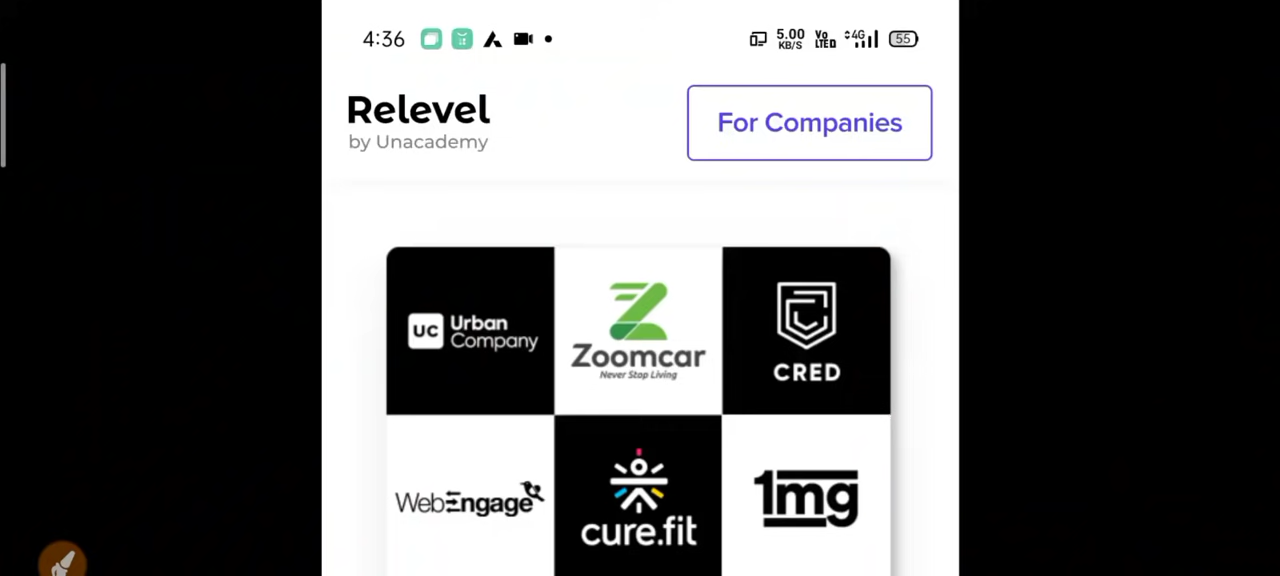 4:36
5.00 KB/S
Vo LTED
4G
55
Relevel
by Unacademy
For Companies
UC Urban Company
Zoomcar
Never Stop Living
CRED
WebEngage
cure.fit
1mg